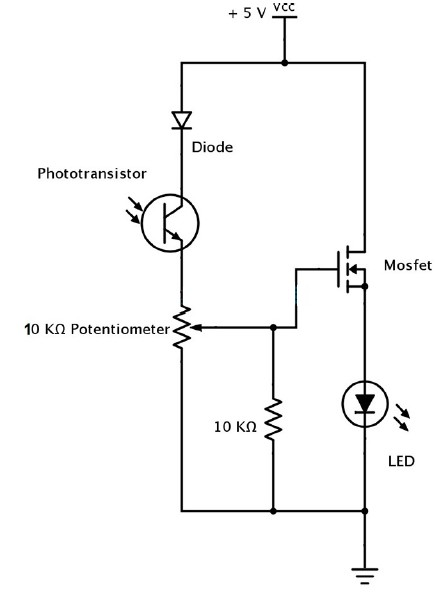 + 5 V VCC
Diode
Phototransistor
Mosfet
10 KΩ Potentiometer
10 KΩ
LED